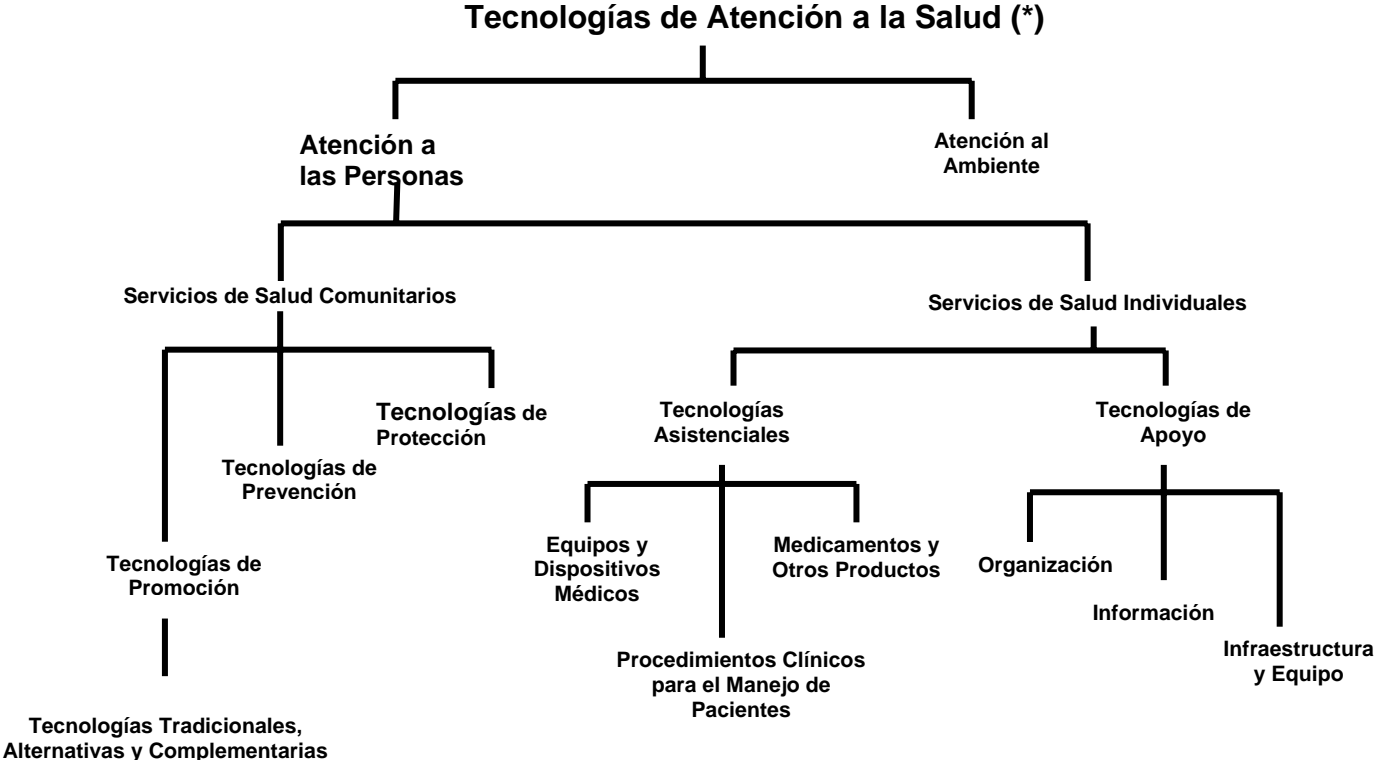 Tecnologías de Atención a la Salud (*)
Atención a
las Personas
Atención al
Ambiente
Servicios de Salud Comunitarios
Servicios de Salud Individuales
Tecnologías de
Protección
Tecnologías de
Prevención
Tecnologías de
Promoción
Tecnologías Tradicionales,
Alternativas y Complementarias
Tecnologías
Asistenciales
Tecnologías de
Apoyo
Equipos y
Dispositivos
Médicos
Medicamentos y
Otros Productos
Procedimientos Clínicos
para el Manejo de
Pacientes
Organización
Información
Infraestructura
y Equipo